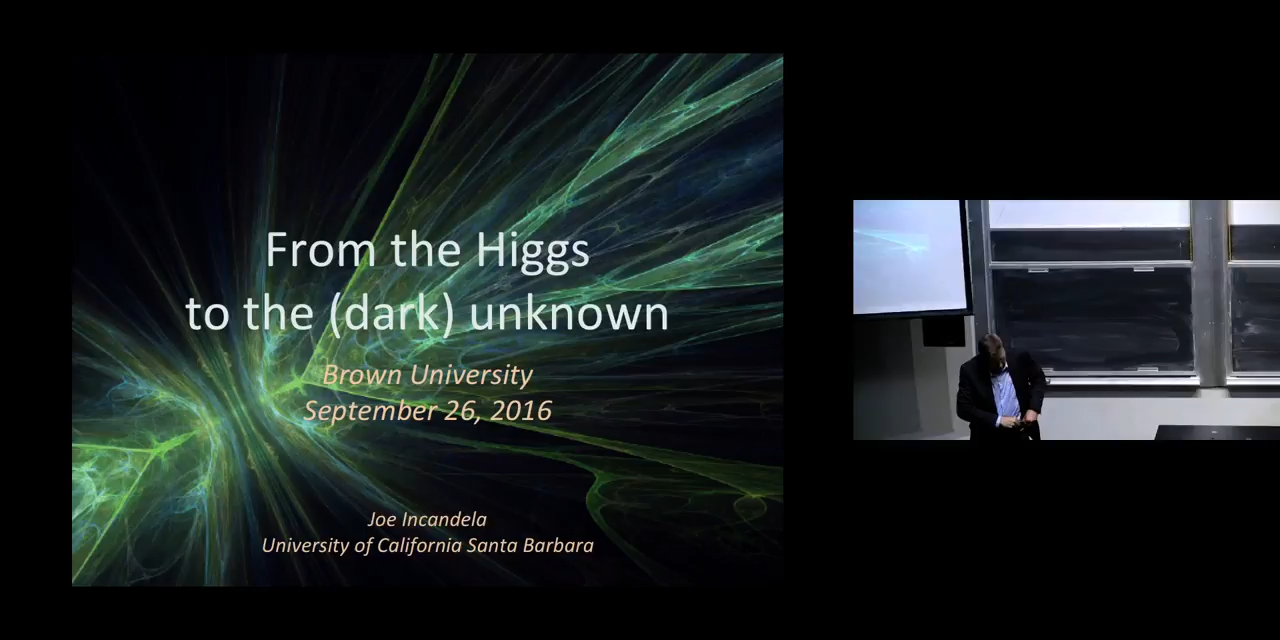 From the Higgs
to the (dark) unknown
Brown University
September 26, 2016
Joe Incandela
University of California Santa Barbara